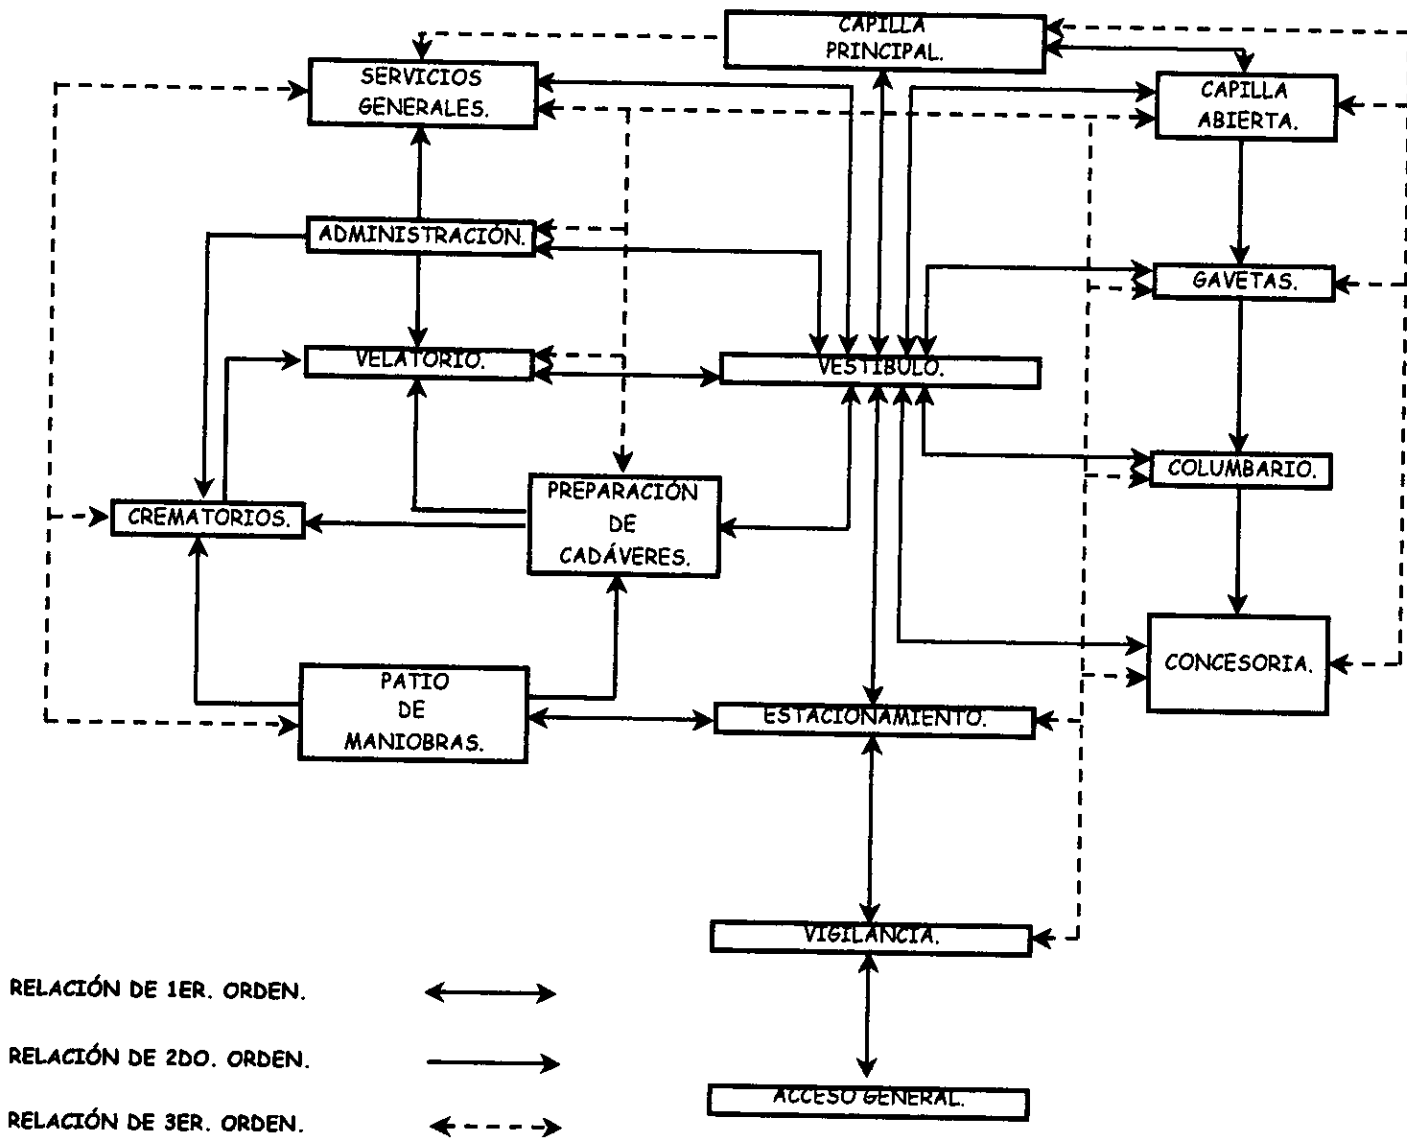 CAPILLA
PRINCIPAL.
SERVICIOS
GENERALES.
CAPILLA
ABIERTA.
ADMINISTRACIÓN.
GAVETAS.
VELATORIO.
VESTIBULO.
COLUMBARIO.
PREPARACIÓN
DE
CADÁVERES.
CREMATORIOS.
CONCESORIA.
PATIO
DE
MANIOBRAS.
ESTACIONAMIENTO.
VIGILANCIA.
RELACIÓN DE 1ER. ORDEN.
RELACIÓN DE 2DO. ORDEN.
ACCESO GENERAL.
RELACIÓN DE 3ER. ORDEN.